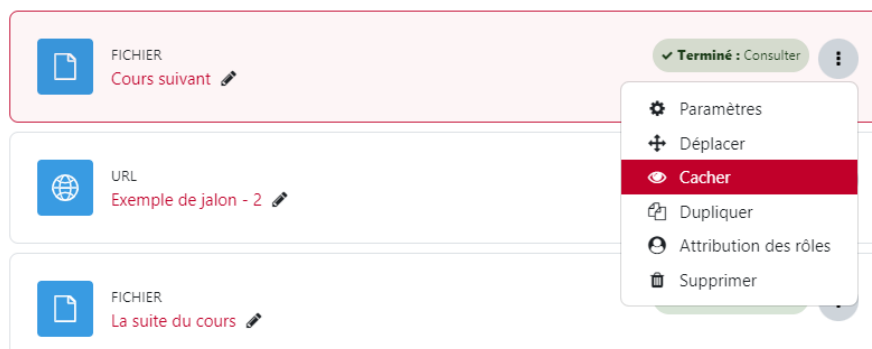 FICHIER
Cours suivant
✓ Terminé : Consulter
Paramètres
Déplacer
Cacher
Dupliquer
Attribution des rôles
Supprimer
URL
Exemple de jalon - 2
FICHIER
La suite du cours